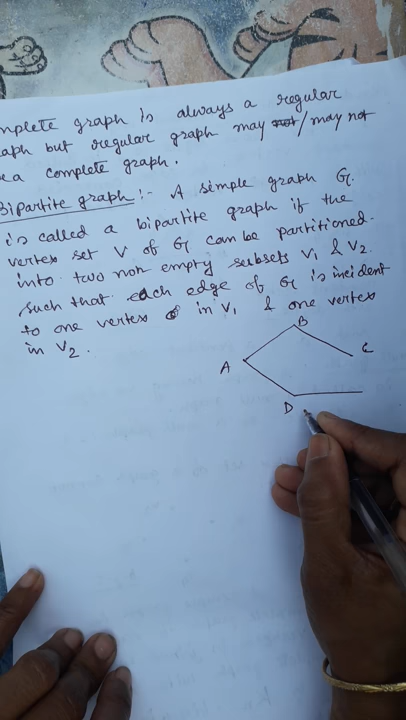 mplete graph is always a regular
aph but regular graph may not/may not
be a complete graph.
Bipartite graph :- A simple graph G
is called a bipartite graph if the
vertex set V of G can be partitioned
into two non empty subsets V1 & V2
such that each edge of G is incident
to one vertex in V1 & one vertex
in V2.
B
C
A
D